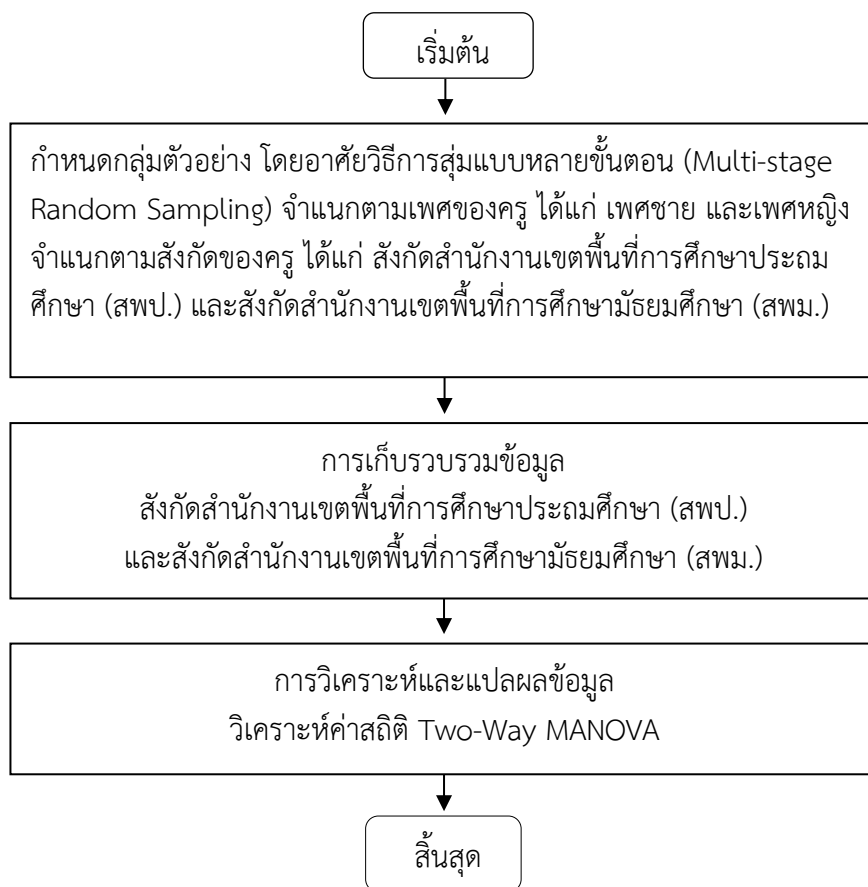 เริ่มต้น
กำหนดกลุ่มตัวอย่าง โดยอาศัยวิธีการสุ่มแบบหลายขั้นตอน (Multi-stage
Random Sampling) จำแนกตามเพศของครู ได้แก่ เพศชาย และเพศหญิง
จำแนกตามสังกัดของครู ได้แก่ สังกัดสำนักงานเขตพื้นที่การศึกษาประถม
ศึกษา (สพป.) และสังกัดสำนักงานเขตพื้นที่การศึกษามัธยมศึกษา (สพม.)
การเก็บรวบรวมข้อมูล
สังกัดสำนักงานเขตพื้นที่การศึกษาประถมศึกษา (สพป.)
และสังกัดสำนักงานเขตพื้นที่การศึกษามัธยมศึกษา (สพม.)
การวิเคราะห์และแปลผลข้อมูล
วิเคราะห์ค่าสถิติ Two-Way MANOVA
สิ้นสุด